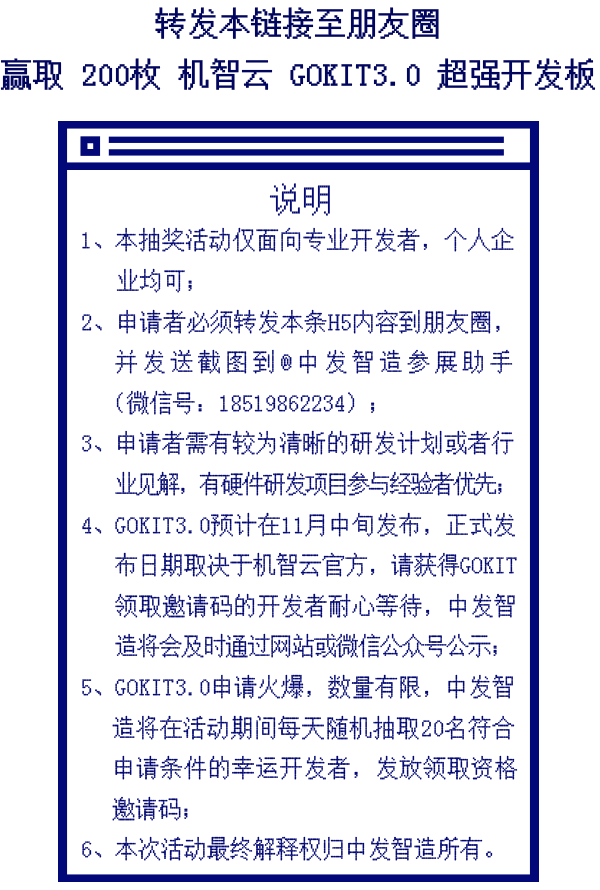 转发本链接至朋友圈
赢取 200枚 机智云 GOKIT3.0 超强开发板
说明
1、本抽奖活动仅面向专业开发者，个人企
业均可；
2、申请者必须转发本条H5内容到朋友圈，
并发送截图到@中发智造参展助手
（微信号：18519862234）；
3、申请者需有较为清晰的研发计划或者行
业见解，有硬件研发项目参与经验者优先；
4、GOKIT3.0预计在11月中旬发布，正式发
布日期取决于机智云官方，请获得GOKIT
领取邀请码的开发者耐心等待，中发智
造将会及时通过网站或微信公众号公示；
5、GOKIT3.0申请火爆，数量有限，中发智
造将在活动期间每天随机抽取20名符合
申请条件的幸运开发者，发放领取资格
邀请码；
6、本次活动最终解释权归中发智造所有。